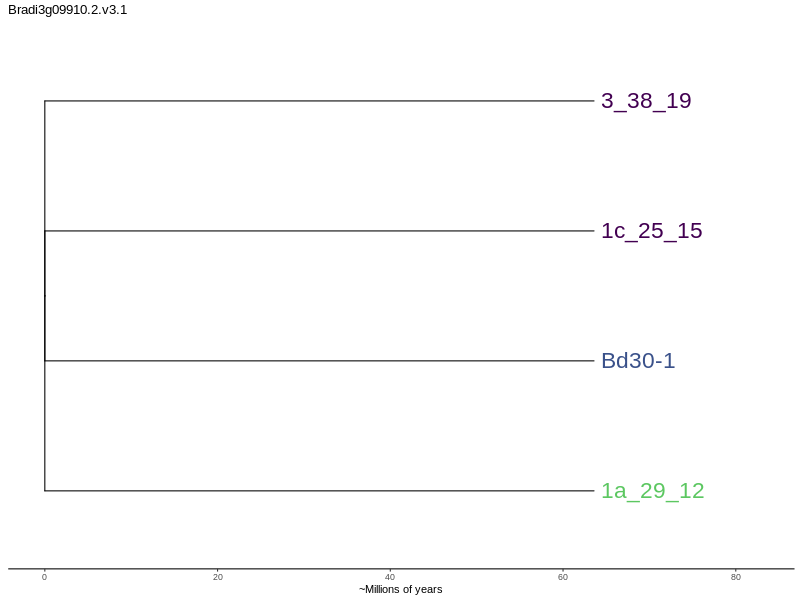 Bradi3g09910.2.v3.1
3_38_19
1c_25_15
Bd30-1
1a_29_12
0 20 40 60 80
~Millions of years